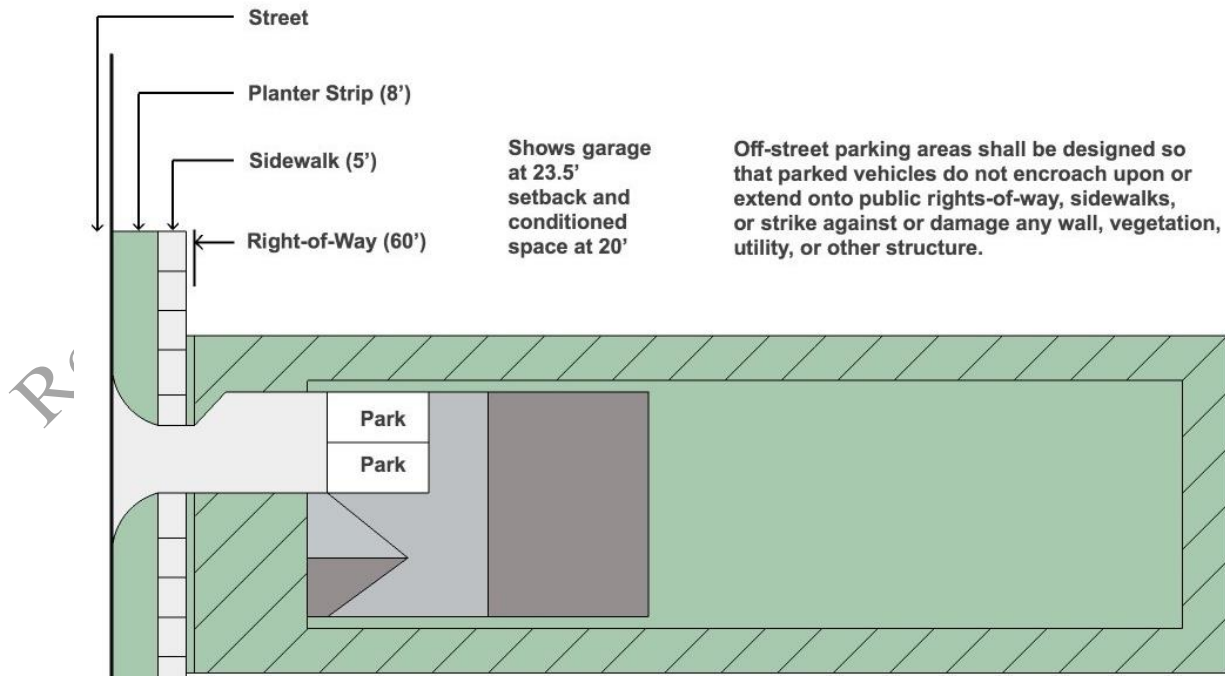 Street
Planter Strip (8’)
Sidewalk (5’)
Right-of-Way (60’)
Shows garage
at 23.5’
setback and
conditioned
space at 20’
Off-street parking areas shall be designed so
that parked vehicles do not encroach upon or
extend onto public rights-of-way, sidewalks,
or strike against or damage any wall, vegetation,
utility, or other structure.
Park
Park